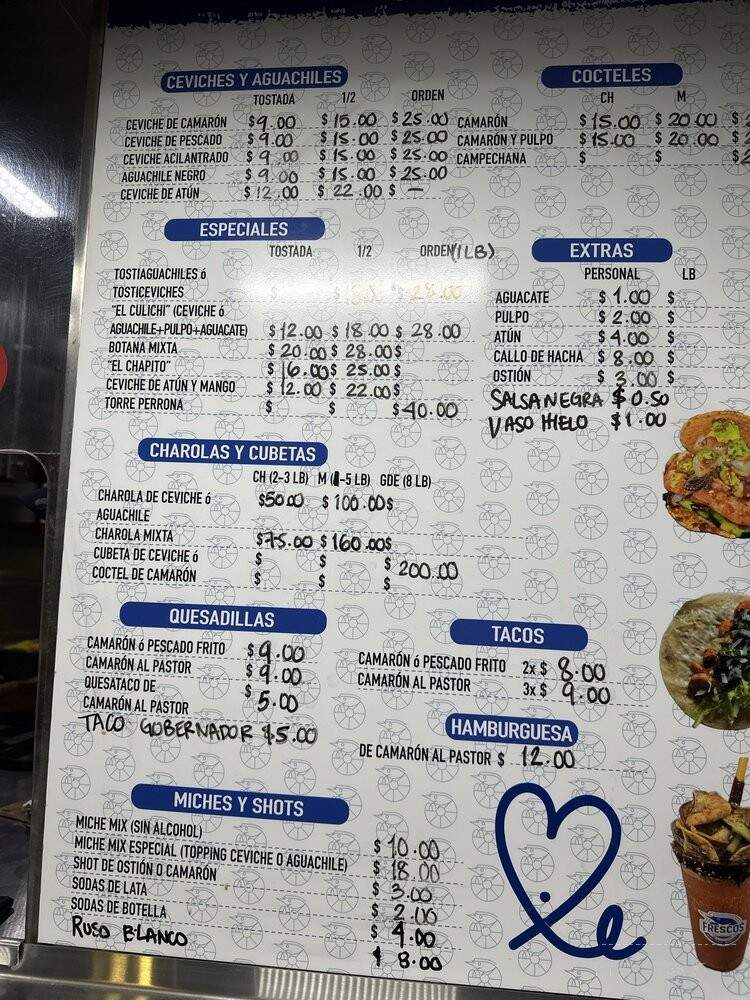 CEVICHES Y AGUACHILES
TOSTADA 1/2 ORDEN
CEVICHE DE CAMARÓN $9.00 $15.00 $25.00
CEVICHE DE PESCADO $9.00 $15.00 $25.00
CEVICHE ACILANTRADO $9.00 $15.00 $25.00
AGUACHILE NEGRO $9.00 $15.00 $25.00
CEVICHE DE ATÚN $12.00 $22.00 $ —
COCTELES
CH M
CAMARÓN $15.00 $20.00 $
CAMARÓN Y PULPO $15.00 $20.00 $
CAMPECHANA $ $ $
ESPECIALES
TOSTADA 1/2 ORDEN (1LB)
TOSTIAGUACHILES ó
TOSTICEVICHES $28.00
"EL CULICHI" (CEVICHE ó
AGUACHILE+PULPO+AGUACATE) $12.00 $18.00 $28.00
BOTANA MIXTA $20.00 $28.00 $
"EL CHAPITO" $16.00 $25.00 $
CEVICHE DE ATÚN Y MANGO $12.00 $22.00 $
TORRE PERRONA $ $ $40.00
EXTRAS
PERSONAL LB
AGUACATE $1.00 $
PULPO $2.00 $
ATÚN $4.00 $
CALLO DE HACHA $8.00 $
OSTIÓN $3.00 $
SALSA NEGRA $0.50
VASO HIELO $1.00
CHAROLAS Y CUBETAS
CH (2-3 LB) M (-5 LB) GDE (8 LB)
CHAROLA DE CEVICHE ó $50.00 $100.00 $
AGUACHILE
CHAROLA MIXTA $75.00 $160.00 $
CUBETA DE CEVICHE ó $ $ $200.00
COCTEL DE CAMARÓN $ $ $
QUESADILLAS
CAMARÓN ó PESCADO FRITO $9.00
CAMARÓN AL PASTOR $9.00
QUESATACO DE
CAMARÓN AL PASTOR $5.00
TACO GOBERNADOR $5.00
TACOS
CAMARÓN ó PESCADO FRITO 2x $8.00
CAMARÓN AL PASTOR 3x $9.00
HAMBURGUESA
DE CAMARÓN AL PASTOR $12.00
MICHES Y SHOTS
MICHE MIX (SIN ALCOHOL) $10.00
MICHE MIX ESPECIAL (TOPPING CEVICHE O AGUACHILE) $18.00
SHOT DE OSTIÓN O CAMARÓN $3.00
SODAS DE LATA $2.00
SODAS DE BOTELLA $4.00
RUSO BLANCO $8.00
Le
FRESCOS